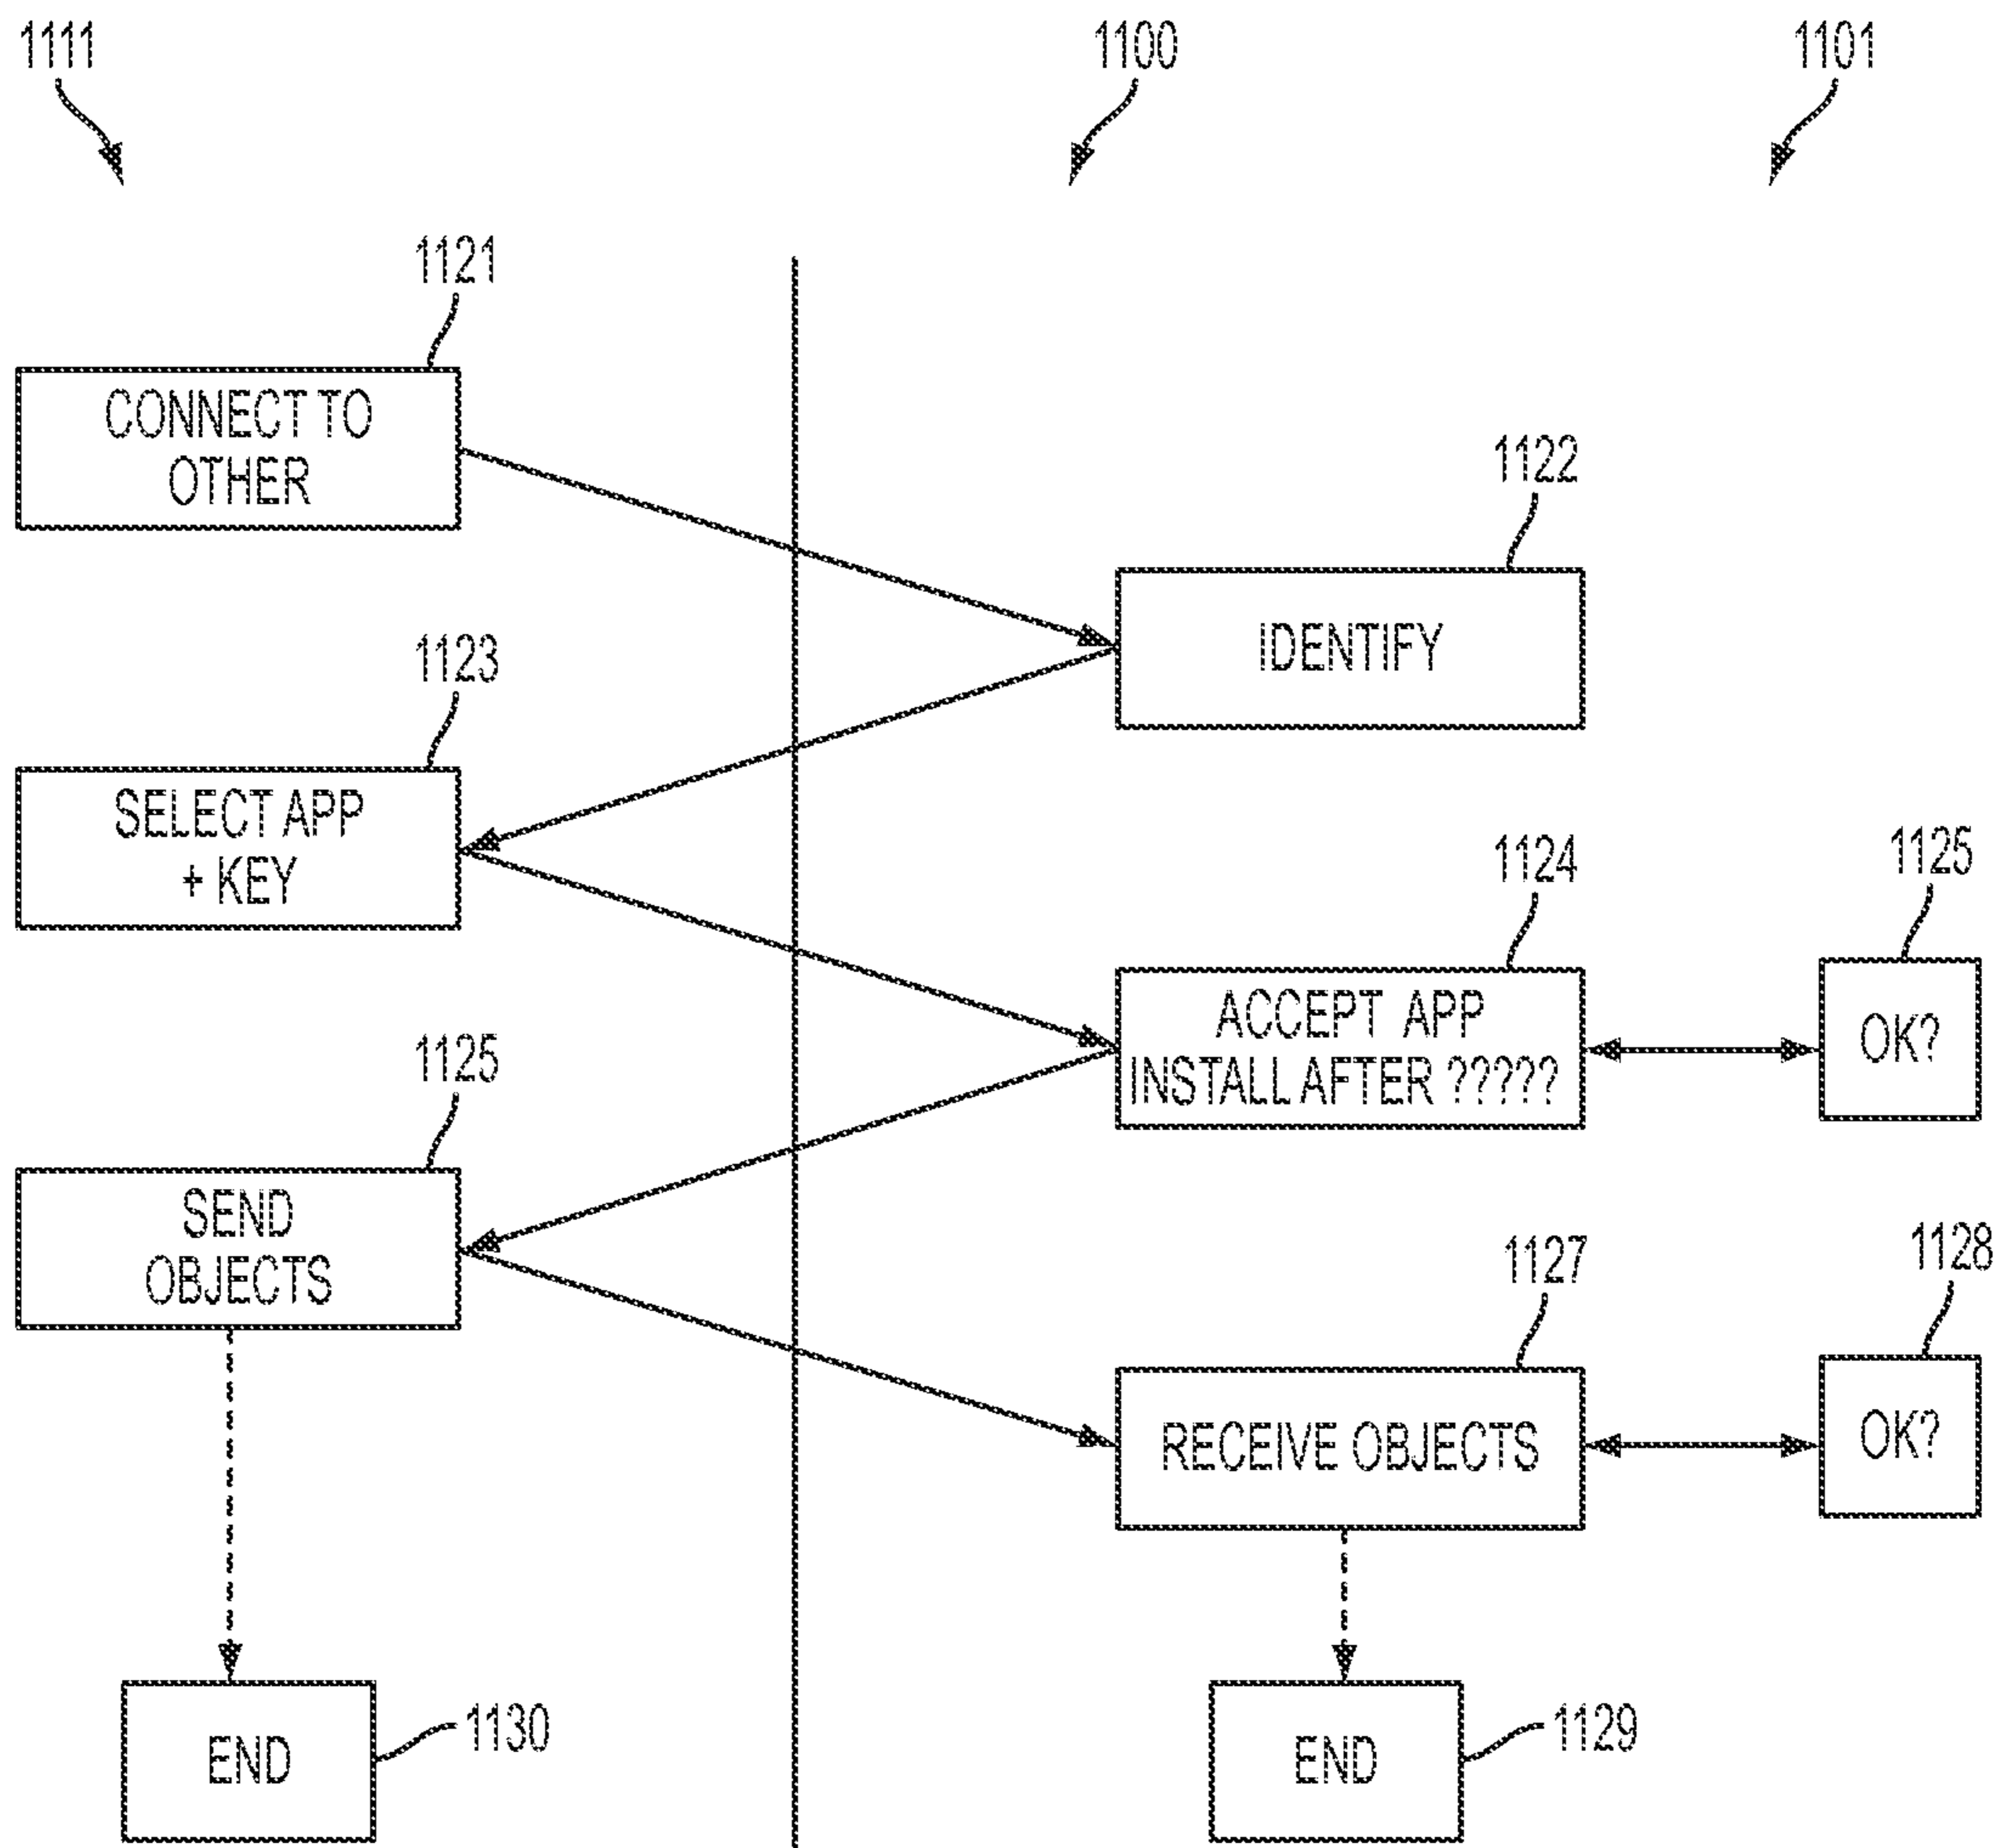 1111
1100
1101
1121
CONNECT TO
OTHER
1122
IDENTIFY
1123
SELECT APP
+ KEY
1124
ACCEPT APP
INSTALL AFTER ?????
1125
OK?
1125
SEND
OBJECTS
1127
RECEIVE OBJECTS
1128
OK?
END
1130
END
1129